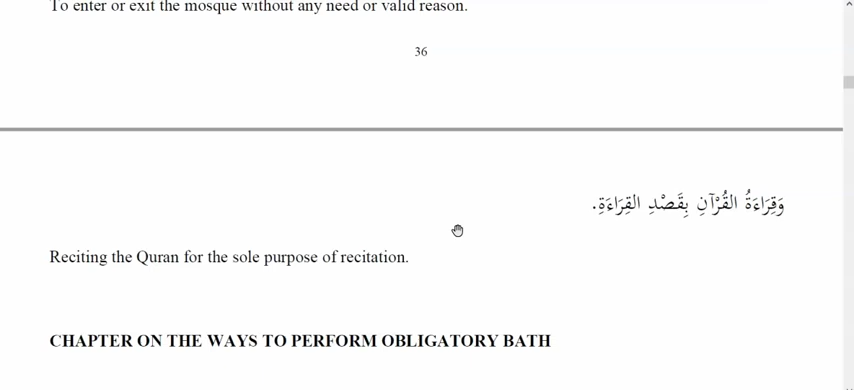 To enter or exit the mosque without any need or valid reason.
36
وَقِرَاءَةُ القُرْآنِ بِقَصْدِ القِرَاءَةِ.
Reciting the Quran for the sole purpose of recitation.
CHAPTER ON THE WAYS TO PERFORM OBLIGATORY BATH